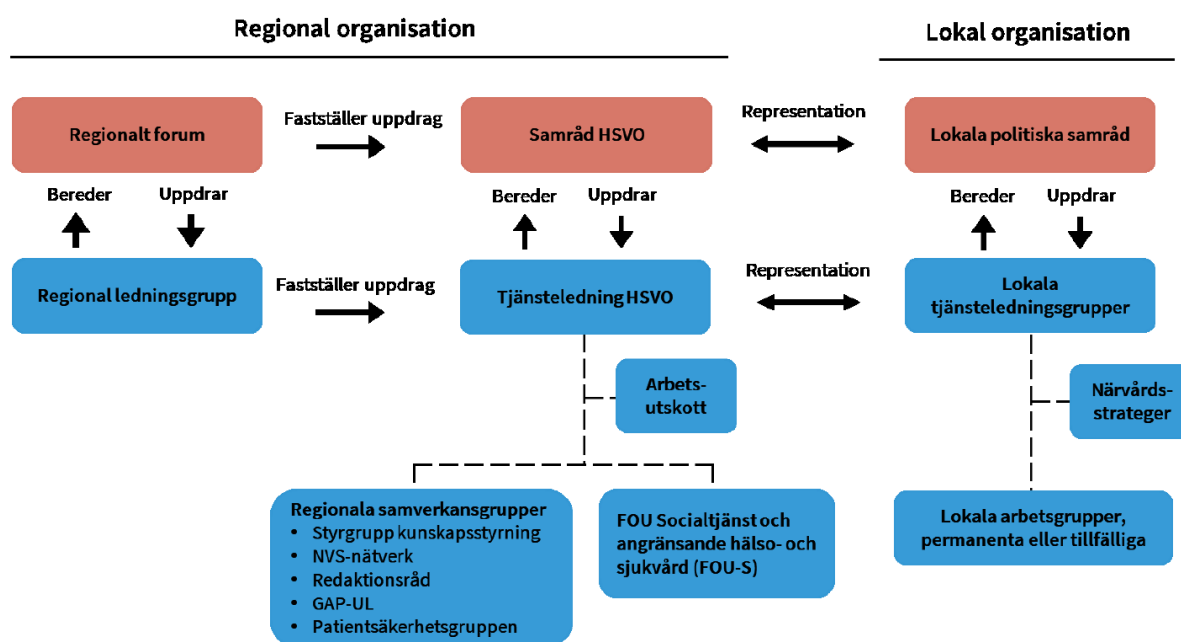 Regional organisation
Lokal organisation
Regionalt forum
Fastställer uppdrag
Samråd HSVO
Representation
Lokala politiska samråd
Bereder
Uppdrar
Bereder
Uppdrar
Bereder
Uppdrar
Regional ledningsgrupp
Fastställer uppdrag
Tjänsteledning HSVO
Representation
Lokala
tjänsteledningsgrupper
Arbets-
utskott
Närvårds-
strateger
Regionala samverkansgrupper
• Styrgrupp kunskapsstyrning
• NVS-nätverk
• Redaktionsråd
• GAP-UL
• Patientsäkerhetsgruppen
FOU Socialtjänst och
angränsande hälso- och
sjukvård (FOU-S)
Lokala arbetsgrupper,
permanenta eller tillfälliga